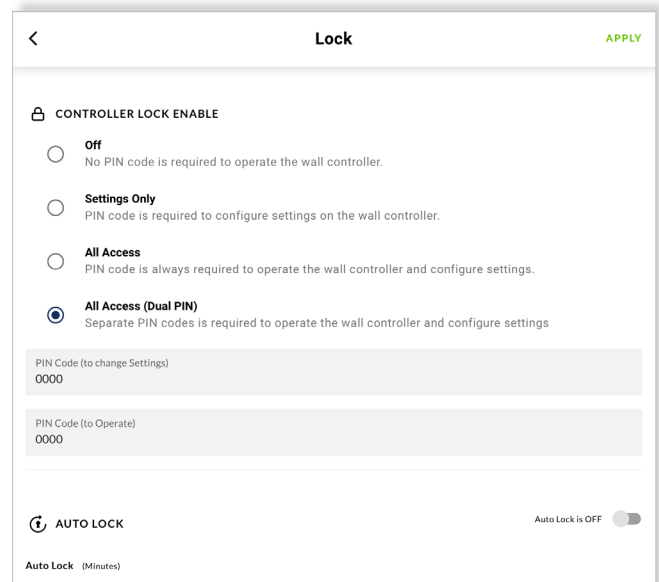 Lock
APPLY
CONTROLLER LOCK ENABLE
Off
No PIN code is required to operate the wall controller.
Settings Only
PIN code is required to configure settings on the wall controller.
All Access
PIN code is always required to operate the wall controller and configure settings.
All Access (Dual PIN)
Separate PIN codes is required to operate the wall controller and configure settings
PIN Code (to change Settings)
0000
PIN Code (to Operate)
0000
AUTO LOCK
Auto Lock is OFF
Auto Lock (Minutes)